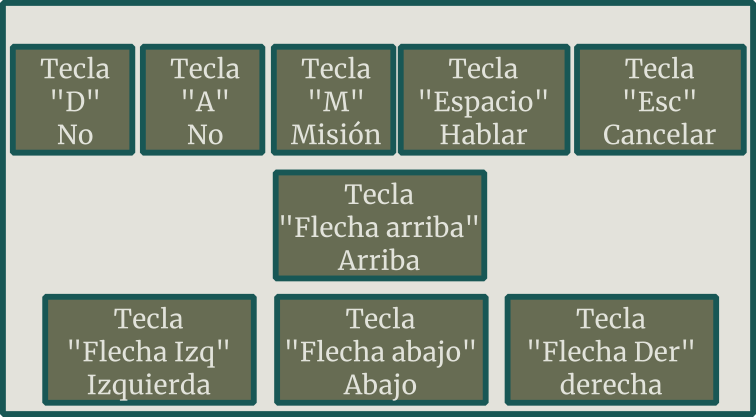 Tecla
"D"
No
Tecla
"A"
No
Tecla
"M"
Misión
Tecla
"Espacio"
Hablar
Tecla
"Esc"
Cancelar
Tecla
"Flecha arriba"
Arriba
Tecla
"Flecha Izq"
Izquierda
Tecla
"Flecha abajo"
Abajo
Tecla
"Flecha Der"
derecha